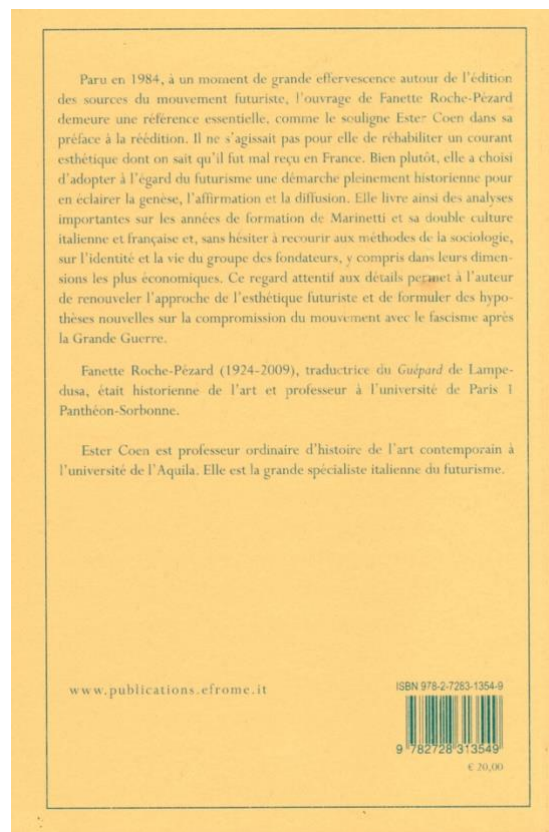 Paru en 1984, à un moment de grande effervescence autour de l'édition
des sources du mouvement futuriste, l'ouvrage de Fanette Roche-Pézard
demeure une référence essentielle, comme le souligne Ester Coen dans sa
préface à la réédition. Il ne s'agissait pas pour elle de réhabiliter un courant
esthétique dont on sait qu'il fut mal reçu en France. Bien plutôt, elle a choisi
d'adopter à l'égard du futurisme une démarche pleinement historienne pour
en éclairer la genèse, l'affirmation et la diffusion. Elle livre ainsi des analyses
importantes sur les années de formation de Marinetti et sa double culture
italienne et française et, sans hésiter à recourir aux méthodes de la sociologie,
sur l'identité et la vie du groupe des fondateurs, y compris dans leurs dimen-
sions les plus économiques. Ce regard attentif aux détails permet à l'auteur
de renouveler l'approche de l'esthétique futuriste et de formuler des hypo-
thèses nouvelles sur la compromission du mouvement avec le fascisme après
la Grande Guerre.
Fanette Roche-Pézard (1924-2009), traductrice du Guépard de Lampe-
dusa, était historienne de l'art et professeur à l'université de Paris 1
Panthéon-Sorbonne.
Ester Coen est professeur ordinaire d'histoire de l'art contemporain à
l'université de l'Aquila. Elle est la grande spécialiste italienne du futurisme.
www.publications.efrome.it
ISBN 978-2-7283-1354-9
9 782728 313549
€ 20,00